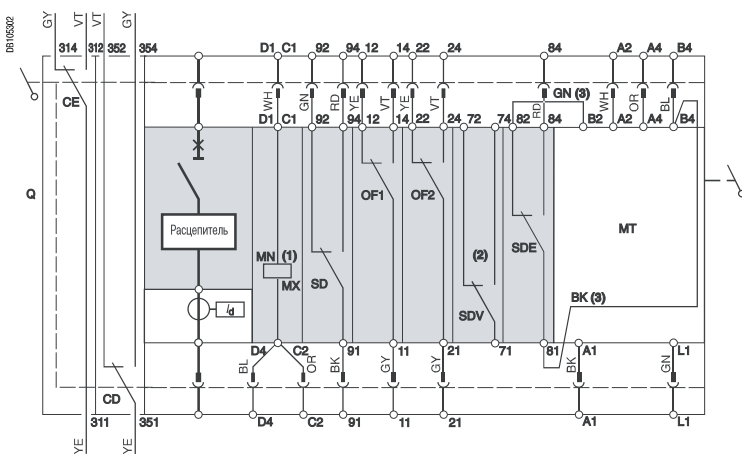 DB105302
GY
VT
VT
GY
314
312
352
354
D1
C1
92
94
12
14
22
24
84
A2
A4
B4
CE
WH
GN
RD
YE
VT
YE
VT
RD
GN (3)
WH
OR
BL
D1
C1
92
94
12
14
22
24
72
74
82
84
B2
A2
A4
B4
Q
OF1
OF2
Расцепитель
MT
MN (1)
MX
SD
(2)
SDE
SDV
BK (3)
Id
D4
C2
91
11
21
71
81
A1
L1
BL
OR
BK
GY
GY
BK
GN
CD
311
351
D4
C2
91
11
21
A1
L1
YE
YE